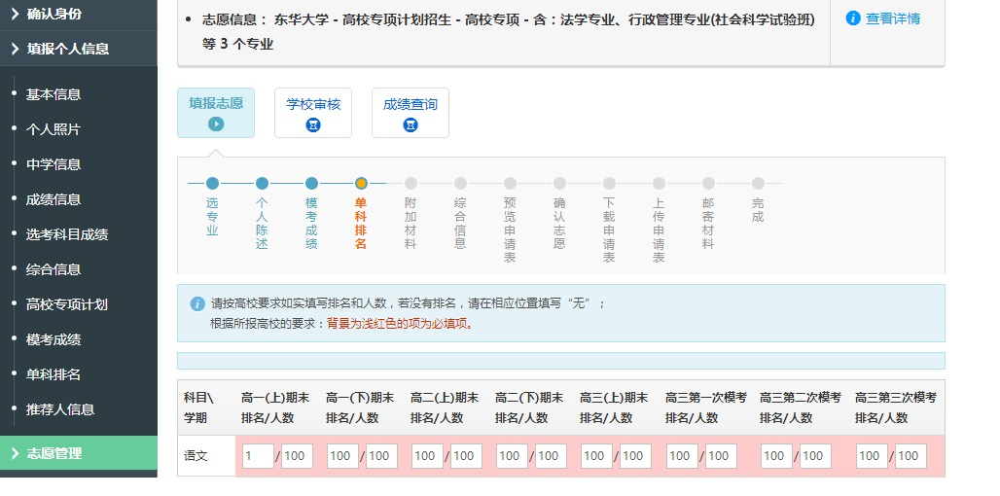 确认身份
填报个人信息
基本信息
个人照片
中学信息
成绩信息
选考科目成绩
综合信息
高校专项计划
模考成绩
单科排名
推荐人信息
志愿管理
志愿信息： 东华大学 - 高校专项计划招生 - 高校专项 - 含：法学专业、行政管理专业(社会科学试验班)
等 3 个专业
查看详情
填报志愿
学校审核
成绩查询
选专业
个人陈述
模考成绩
单科排名
附加材料
综合信息
预览申请表
确认志愿
下载申请表
上传申请表
邮寄材料
完成
请按高校要求如实填写排名和人数，若没有排名，请在相应位置填写“无”；
根据所报高校的要求：背景为浅红色的项为必填项。
科目\ 高一(上)期末 高一(下)期末 高二(上)期末 高二(下)期末 高三(上)期末 高三第一次模考 高三第二次模考 高三第三次模考
学期 排名/人数 排名/人数 排名/人数 排名/人数 排名/人数 排名/人数 排名/人数 排名/人数
语文 1 /100 100 /100 100 /100 100 /100 100 /100 100 /100 100 /100 100 /100